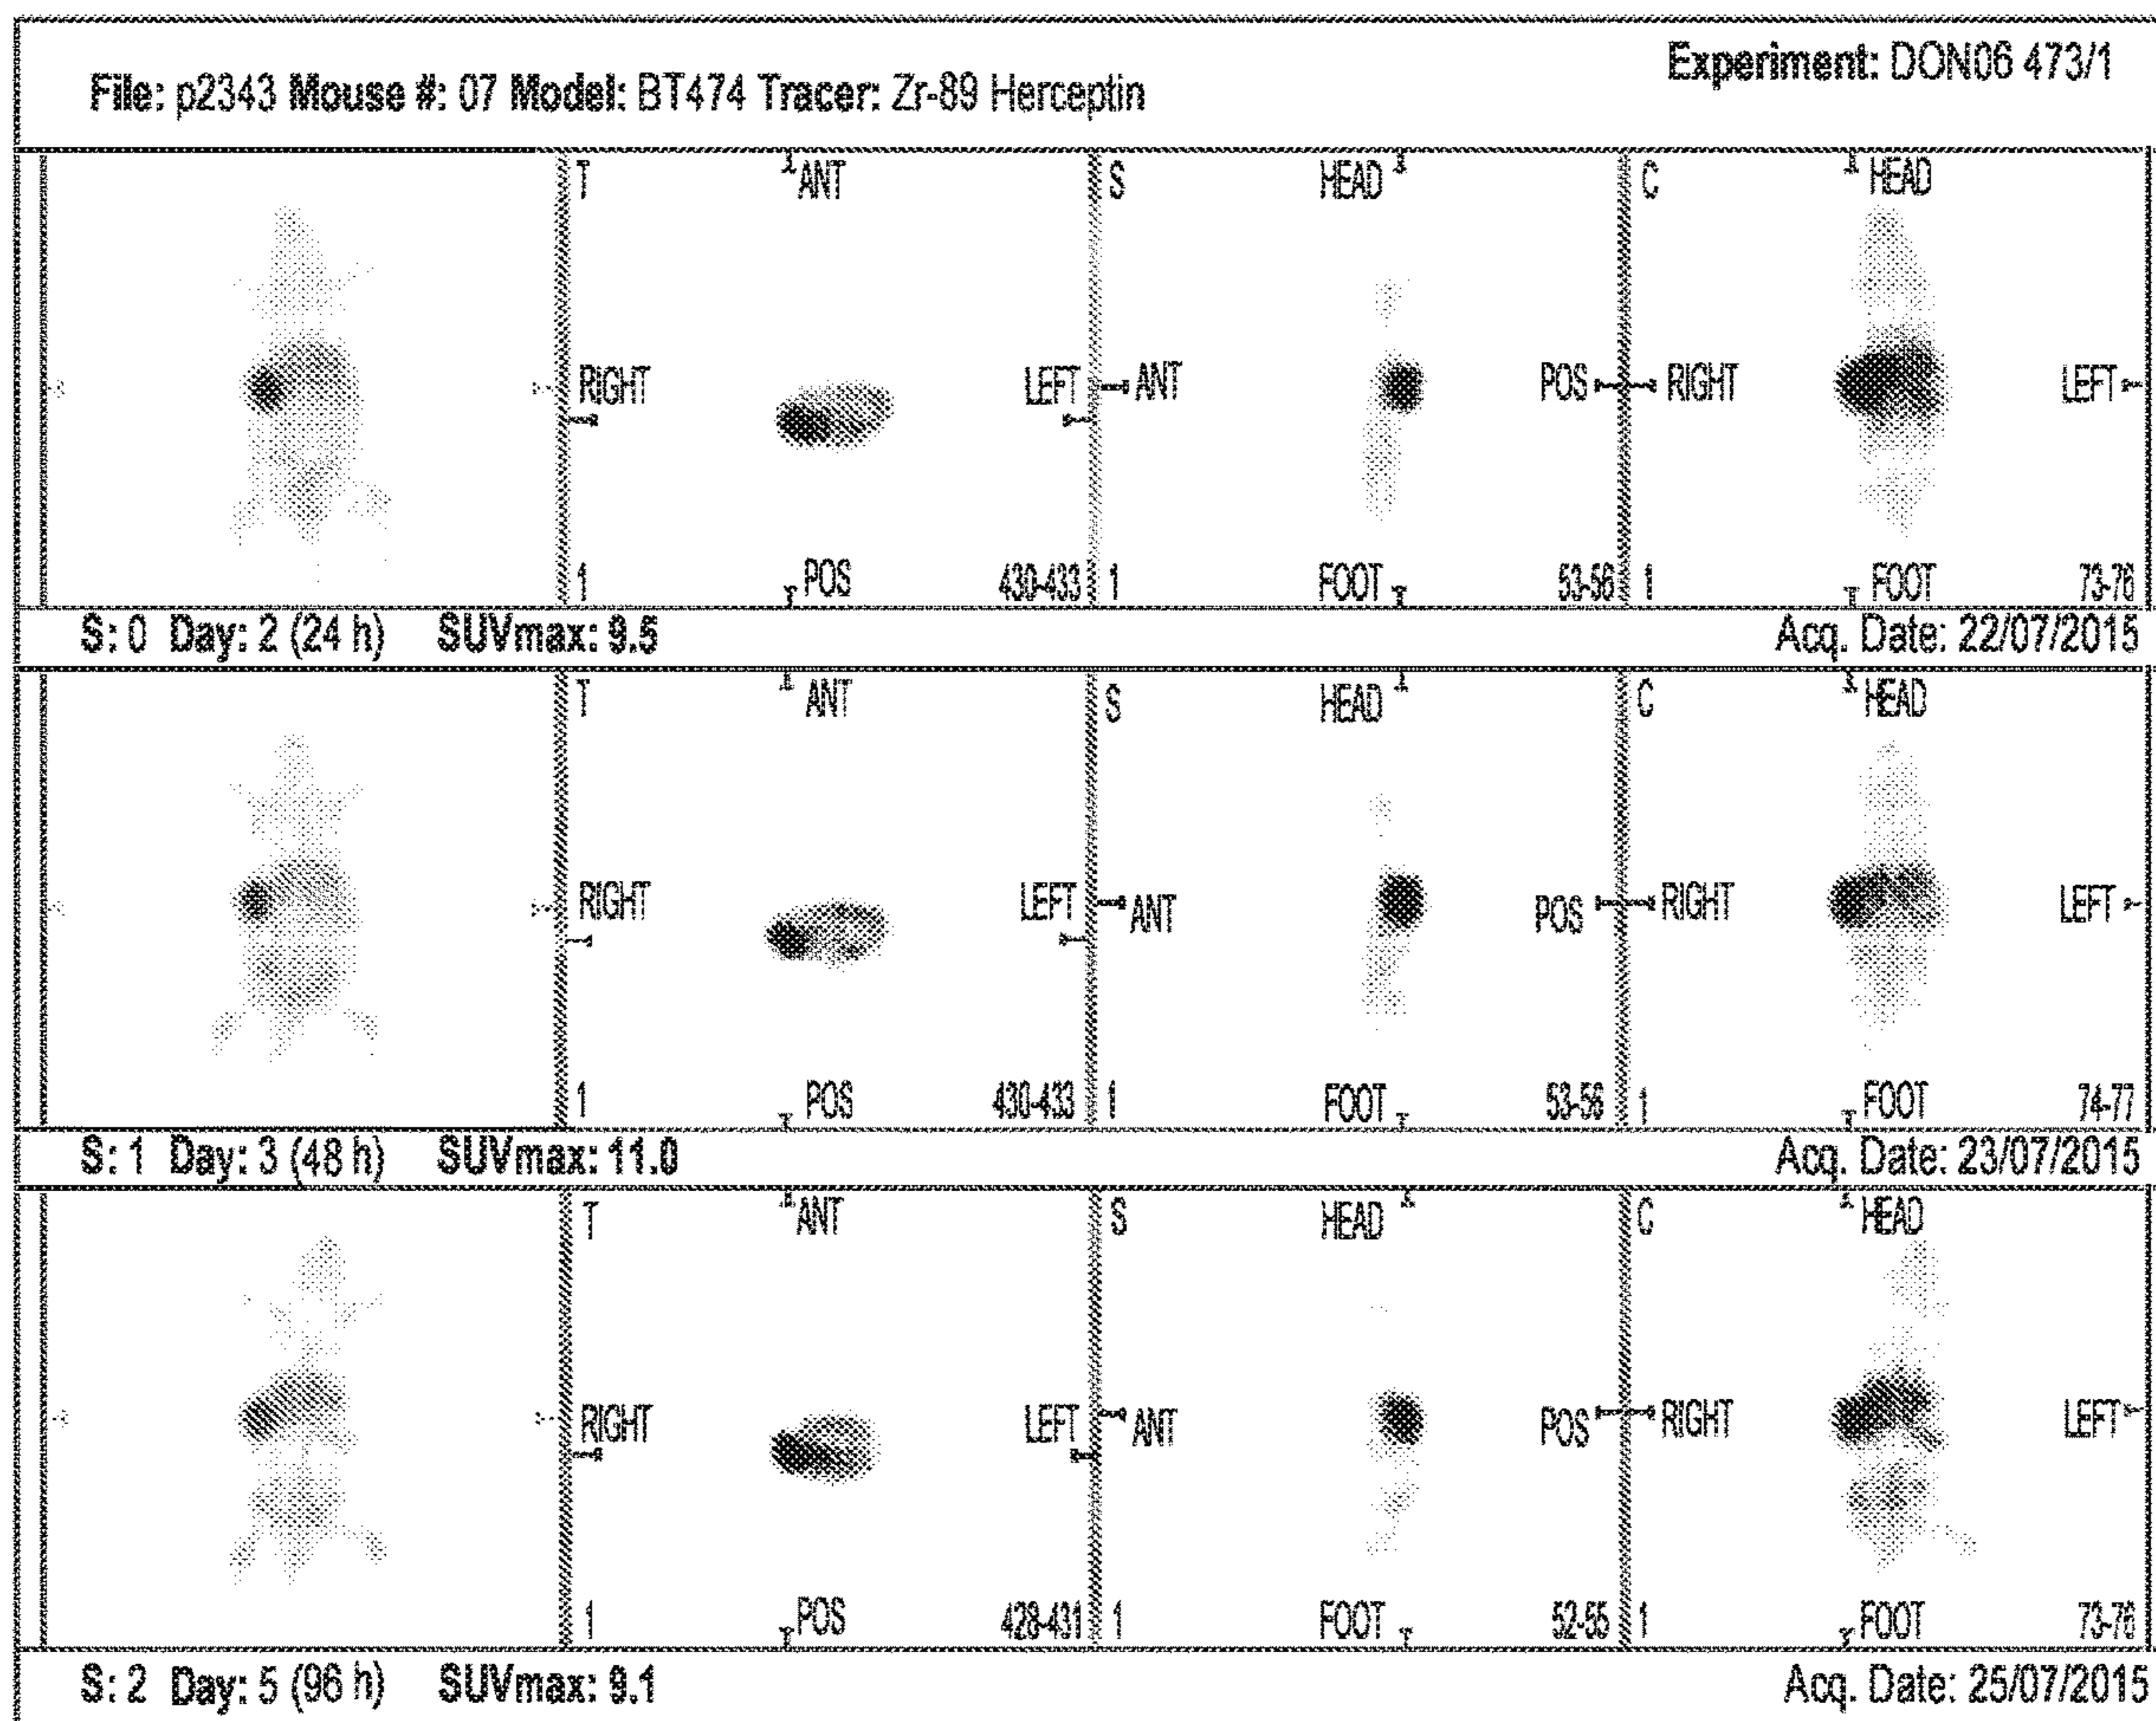 Experiment: DON06 473/1
File: p2343 Mouse #: 07 Model: BT474 Tracer: Zr-89 Herceptin
T ANT S HEAD C HEAD
RIGHT LEFT ANT POS RIGHT LEFT
1 POS 430-433 1 FOOT 53-56 1 FOOT 73-76
S: 0 Day: 2 (24 h) SUVmax: 9.5 Acq. Date: 22/07/2015
T ANT S HEAD C HEAD
RIGHT LEFT ANT POS RIGHT LEFT
1 POS 430-433 1 FOOT 53-56 1 FOOT 74-77
S: 1 Day: 3 (48 h) SUVmax: 11.0 Acq. Date: 23/07/2015
T ANT S HEAD C HEAD
RIGHT LEFT ANT POS RIGHT LEFT
1 POS 428-431 1 FOOT 52-55 1 FOOT 73-76
S: 2 Day: 5 (96 h) SUVmax: 9.1 Acq. Date: 25/07/2015